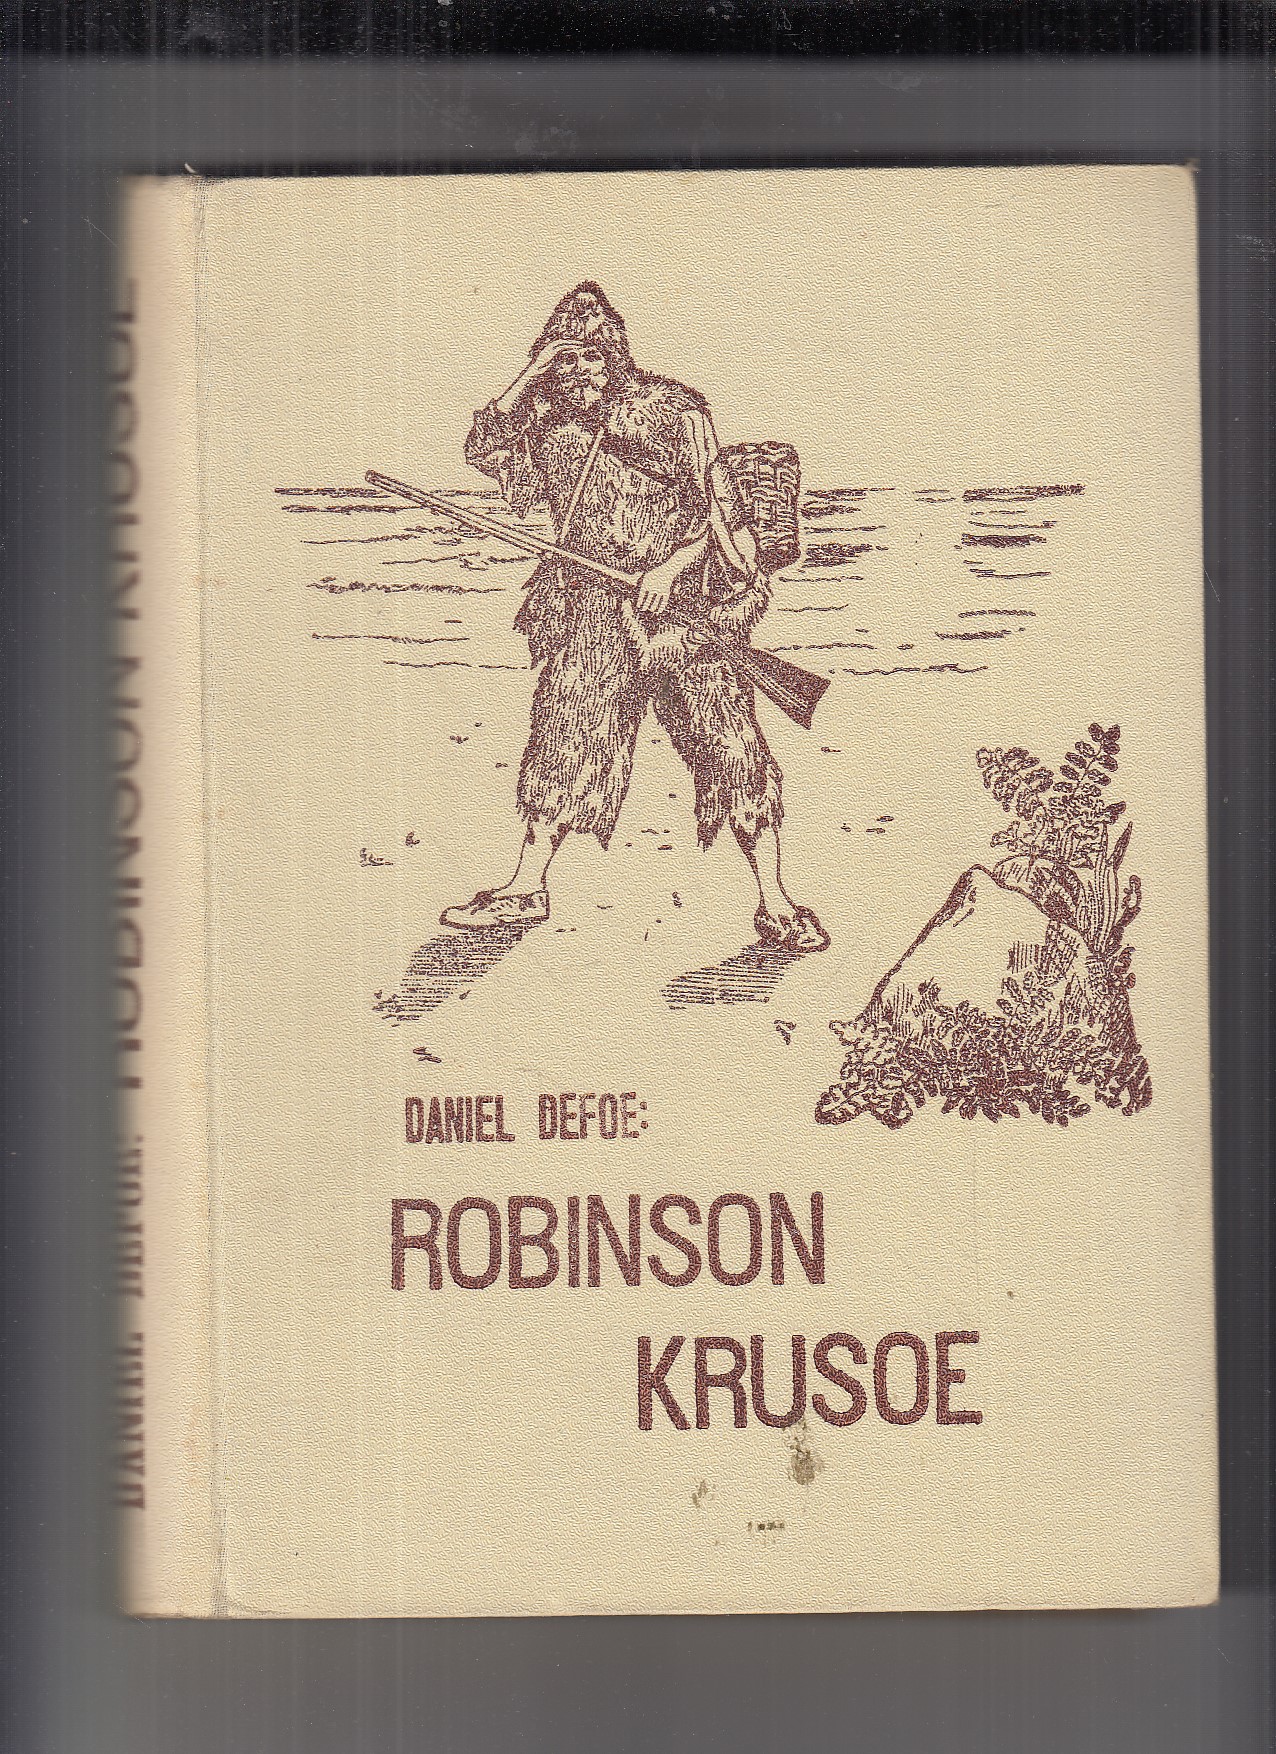 DANIEL DEFOE:
ROBINSON
KRUSOE
DANIEL DEFOE: ROBINSON KRUSOE